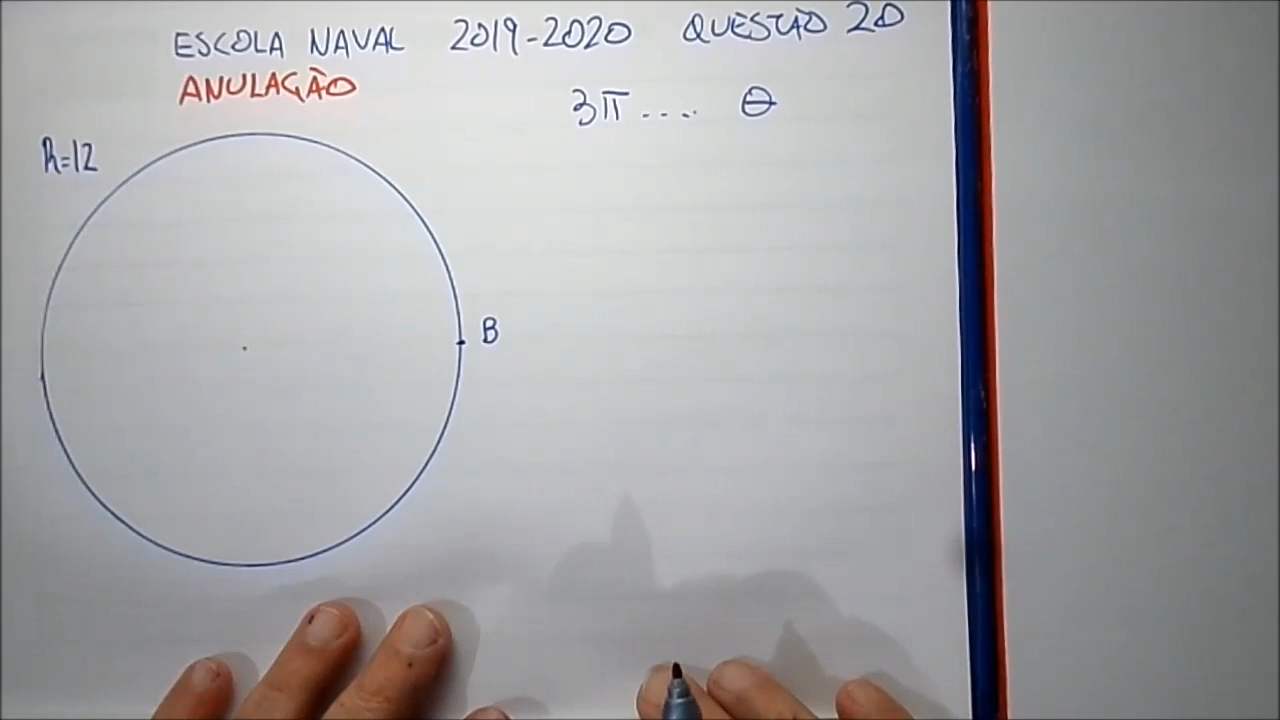 ESCOLA NAVAL 2019-2020 QUESTÃO 20
ANULAÇÃO
3π .... θ
R=12
B